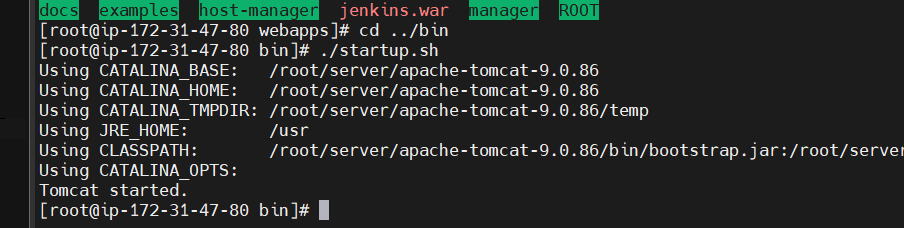 docs examples host-manager jenkins.war manager ROOT
[root@ip-172-31-47-80 webapps]# cd ../bin
[root@ip-172-31-47-80 bin]# ./startup.sh
Using CATALINA_BASE:   /root/server/apache-tomcat-9.0.86
Using CATALINA_HOME:   /root/server/apache-tomcat-9.0.86
Using CATALINA_TMPDIR: /root/server/apache-tomcat-9.0.86/temp
Using JRE_HOME:        /usr
Using CLASSPATH:       /root/server/apache-tomcat-9.0.86/bin/bootstrap.jar:/root/server
Using CATALINA_OPTS:
Tomcat started.
[root@ip-172-31-47-80 bin]#